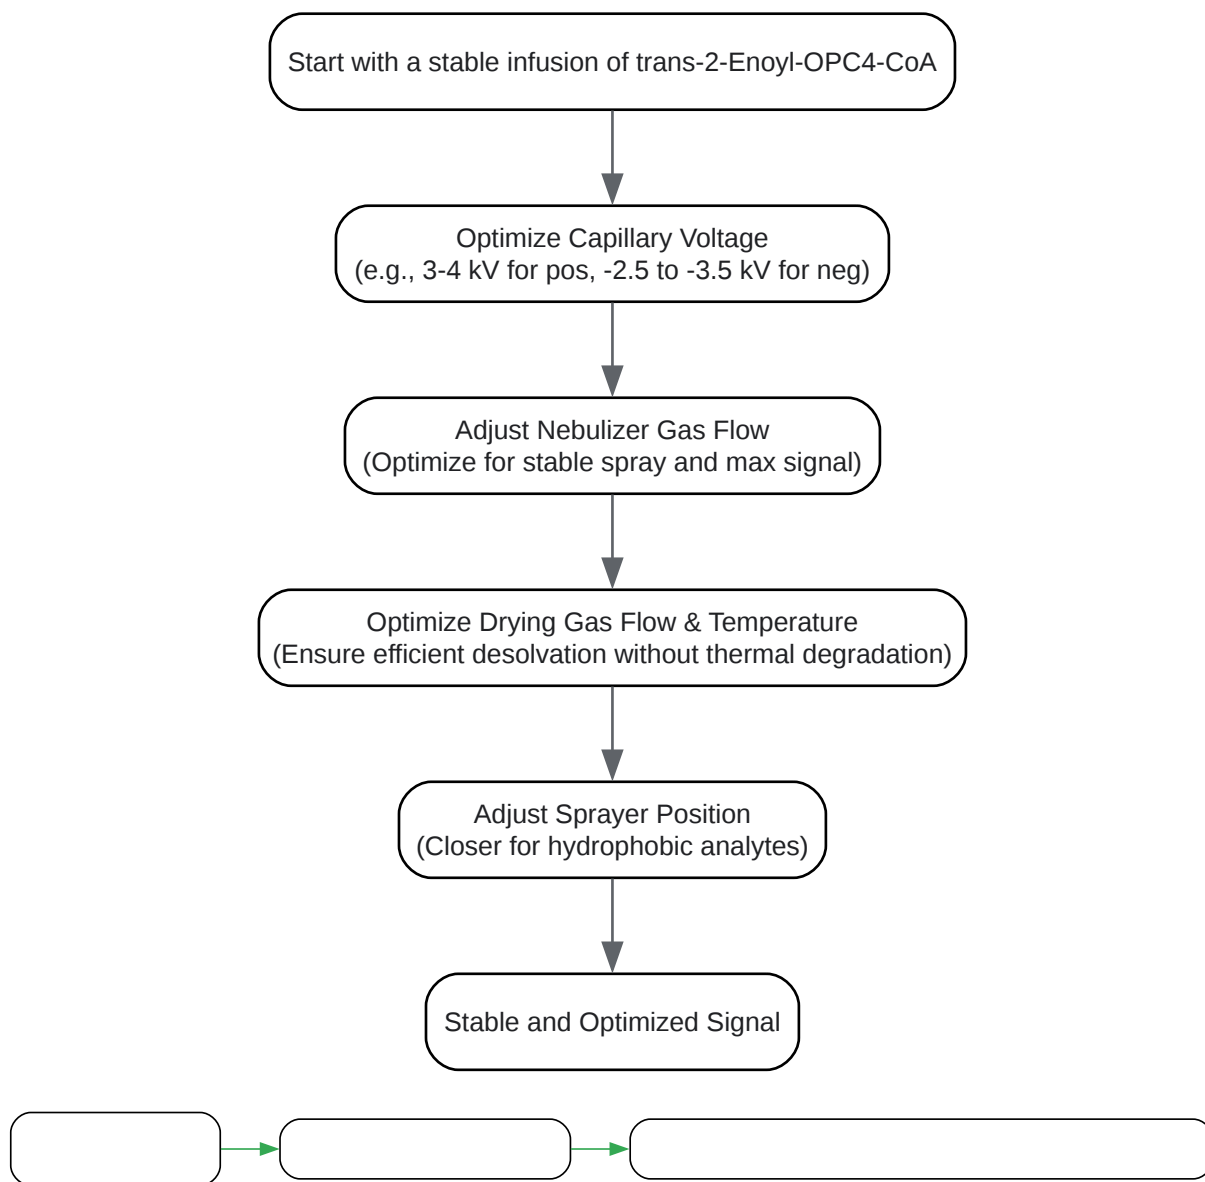 Start with a stable infusion of trans-2-Enoyl-OPC4-CoA
Optimize Capillary Voltage
(e.g., 3-4 kV for pos, -2.5 to -3.5 kV for neg)
Adjust Nebulizer Gas Flow
(Optimize for stable spray and max signal)
Optimize Drying Gas Flow & Temperature
(Ensure efficient desolvation without thermal degradation)
Adjust Sprayer Position
(Closer for hydrophobic analytes)
Stable and Optimized Signal